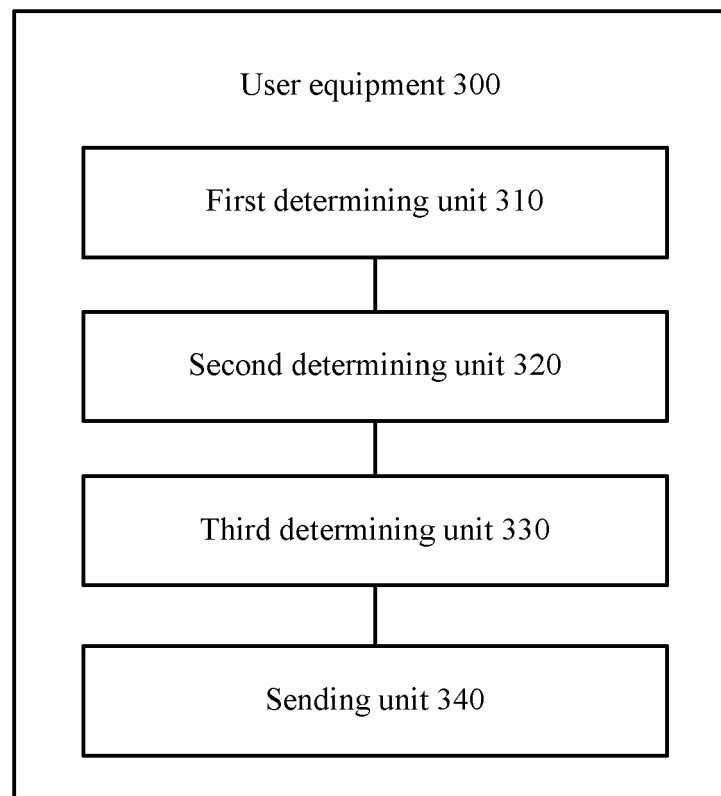 User equipment 300
First determining unit 310
Second determining unit 320
Third determining unit 330
Sending unit 340